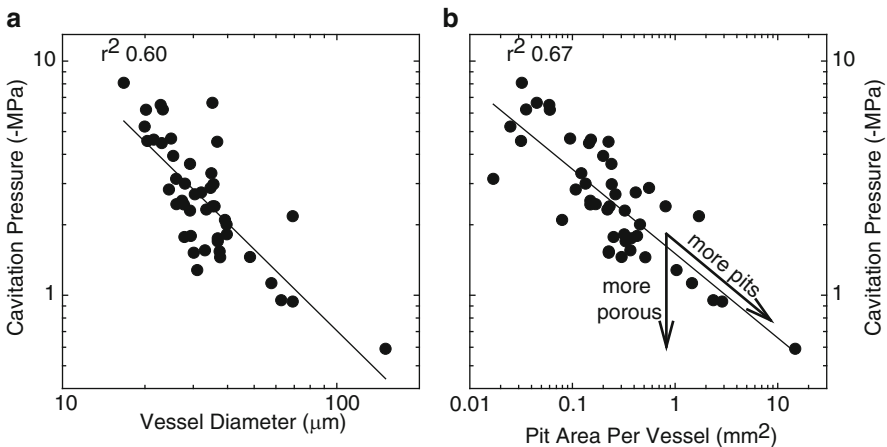 a
r² 0.60
10
1
Cavitation Pressure (-MPa)
10
100
Vessel Diameter (μm)
b
r² 0.67
more pits
more
porous
10
1
Cavitation Pressure (-MPa)
0.01
0.1
1
10
Pit Area Per Vessel (mm²)